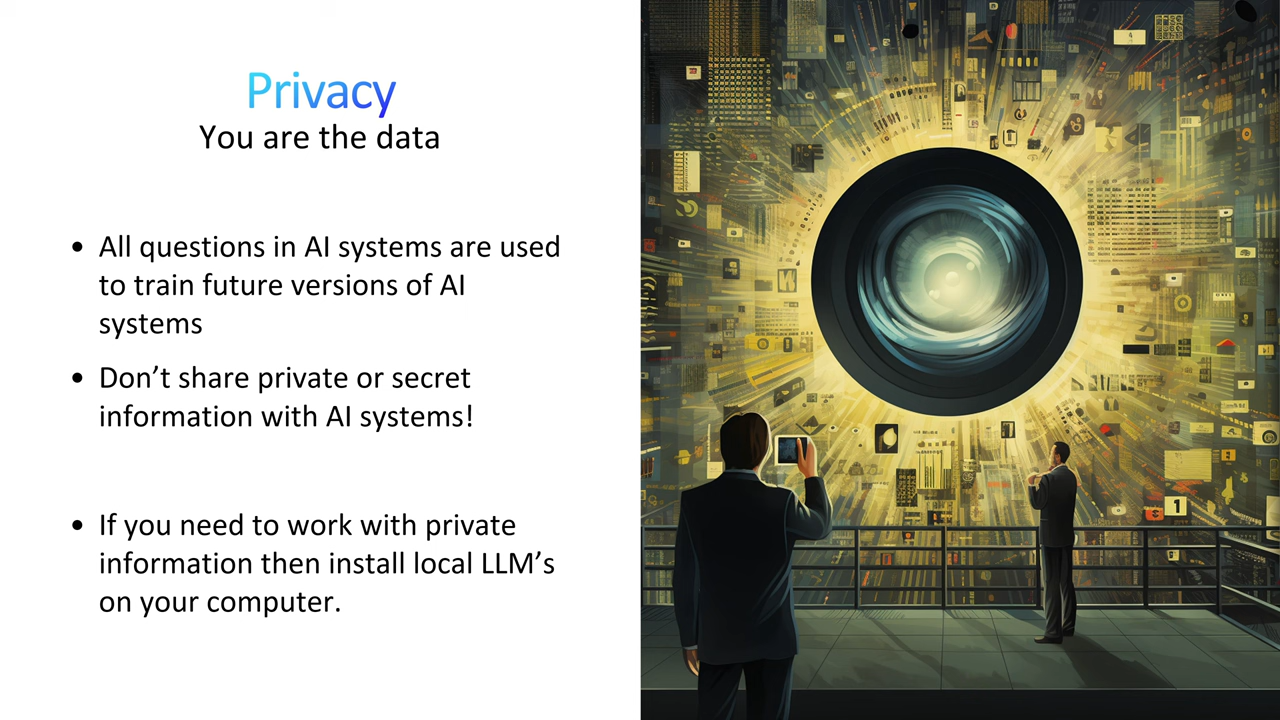 Privacy
You are the data
• All questions in AI systems are used
to train future versions of AI
systems
• Don’t share private or secret
information with AI systems!
• If you need to work with private
information then install local LLM’s
on your computer.
1